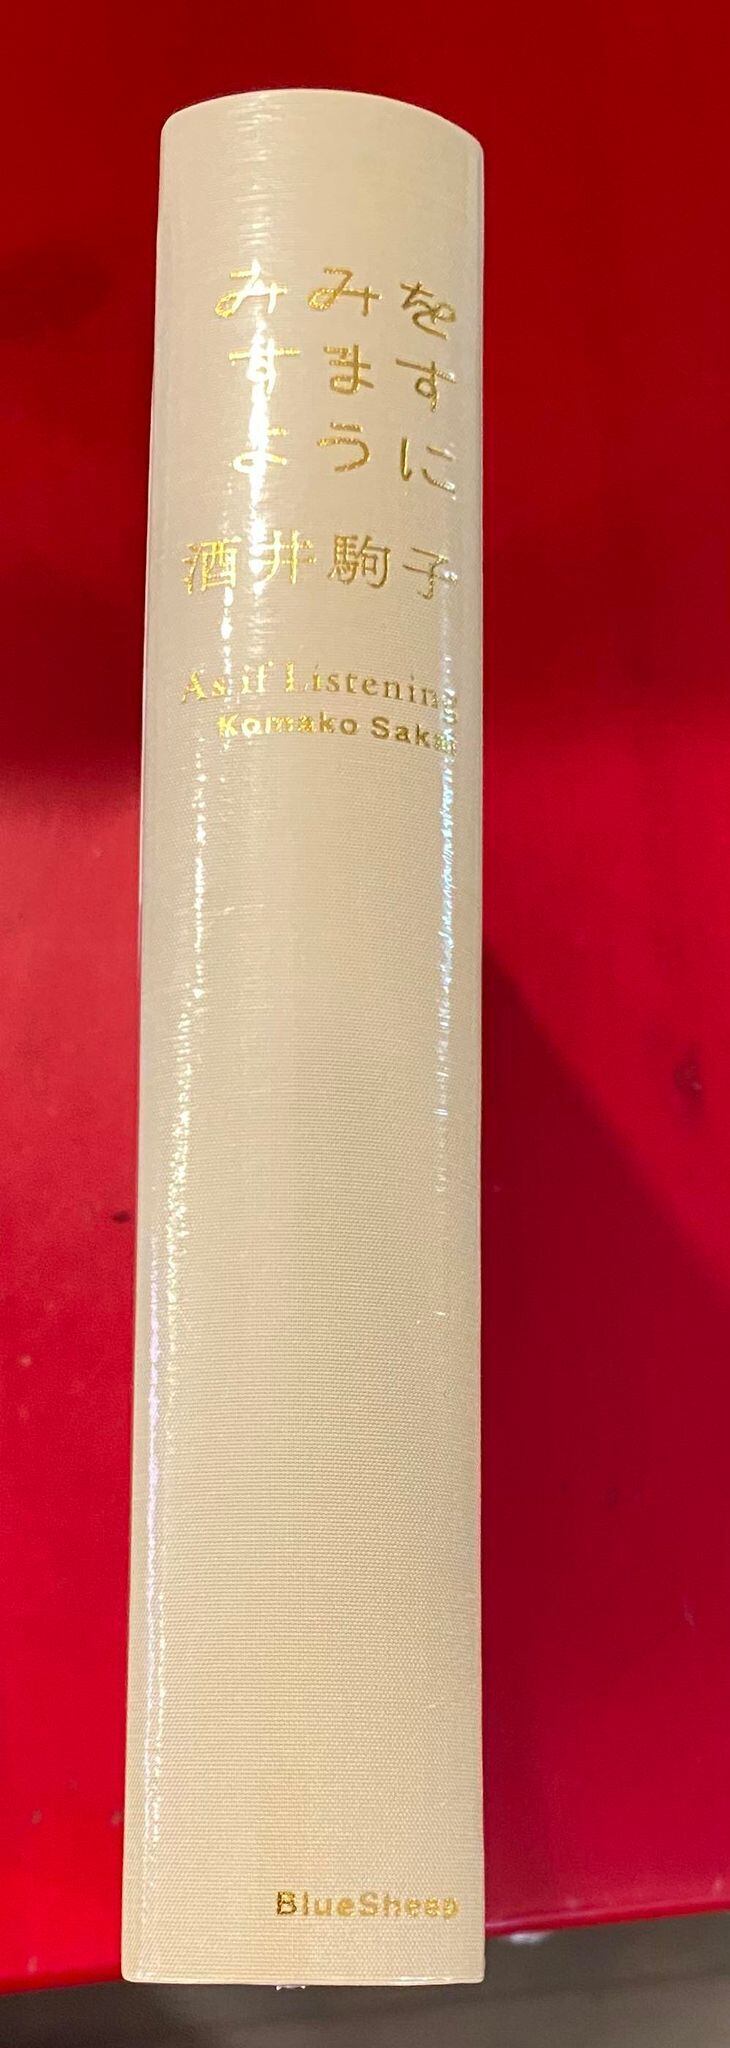 みみを
すます
ように
酒井駒子
As if Listening
Komako Sakai
BlueSheep